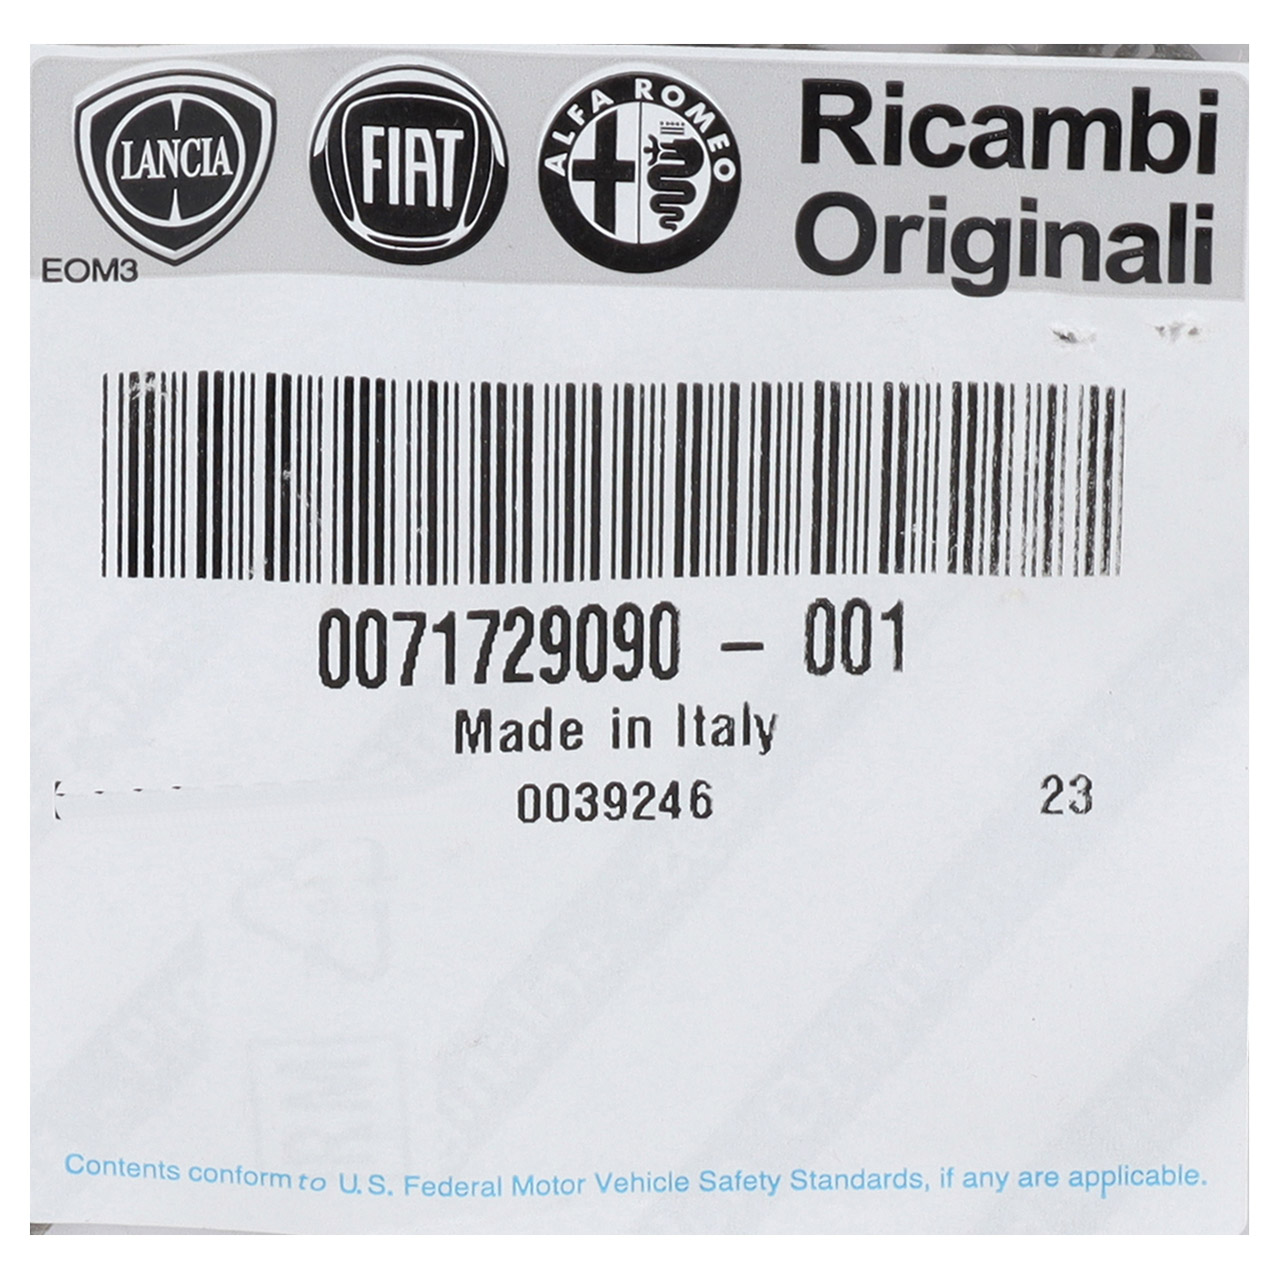 LANCIA
FIAT
ALFA ROMEO
Ricambi
Originali
EOM3
0071729090 - 001
Made in Italy
0039246 23
Contents conform to U.S. Federal Motor Vehicle Safety Standards, if any are applicable.